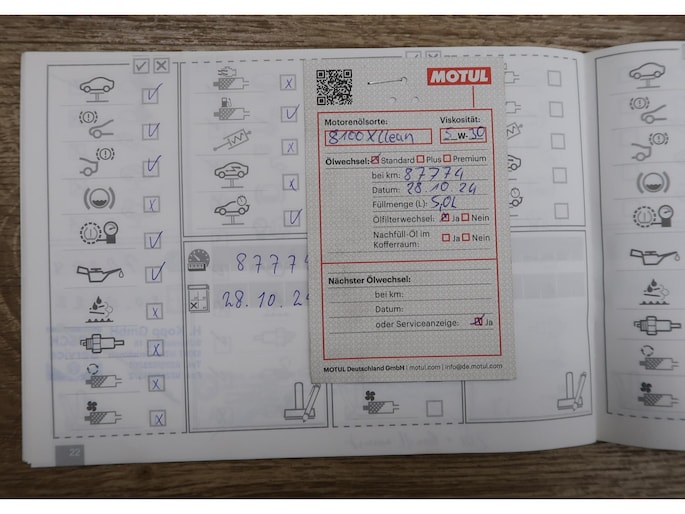 MOTUL
Motorenölsorte: Viskosität:
8100 X Clean 5 W- 30
Ölwechsel: Standard Plus Premium
bei km: 87774
Datum: 28.10.24
Füllmenge (L): 5,0L
Ölfilterwechsel: Ja Nein
Nachfüll-Öl im
Kofferraum: Ja Nein
Nächster Ölwechsel:
bei km:
Datum:
oder Serviceanzeige: Ja
MOTUL Deutschland GmbH | motul.com | info@de.motul.com
87774
28.10.24
22